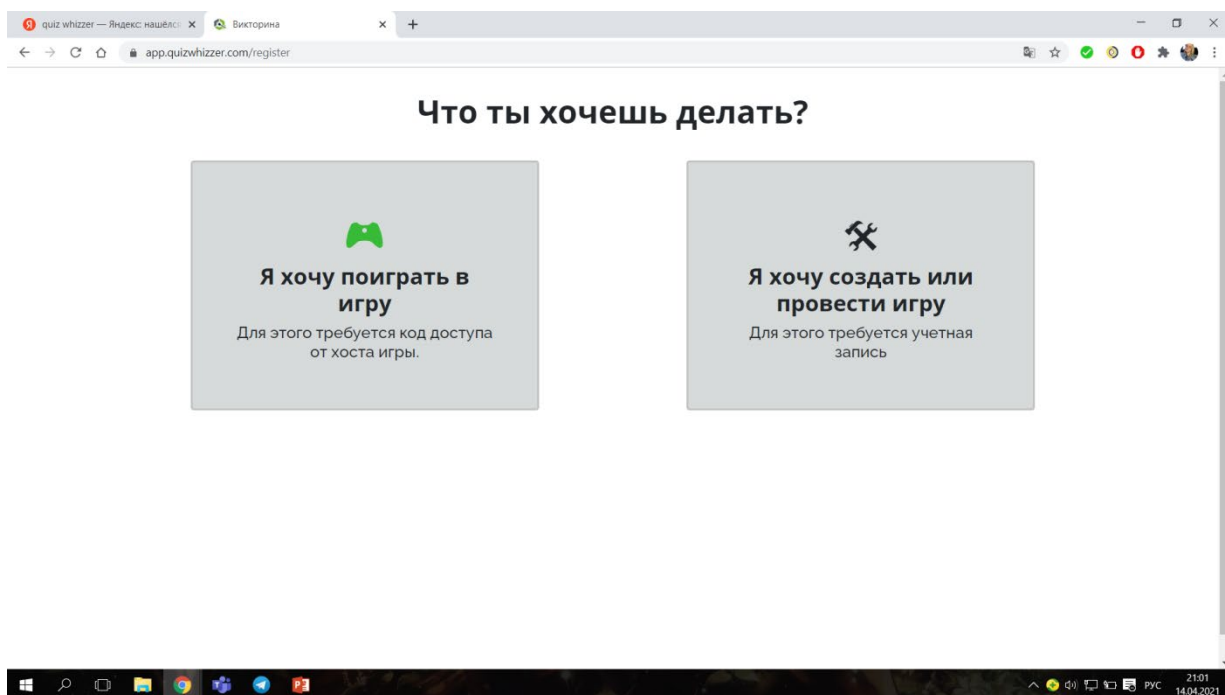 quiz whizzer — Яндекс: нашёлс
Викторина
app.quizwhizzer.com/register
Что ты хочешь делать?
Я хочу поиграть в
игру
Для этого требуется код доступа
от хоста игры.
Я хочу создать или
провести игру
Для этого требуется учетная
запись
РУС
21:01
14.04.2021